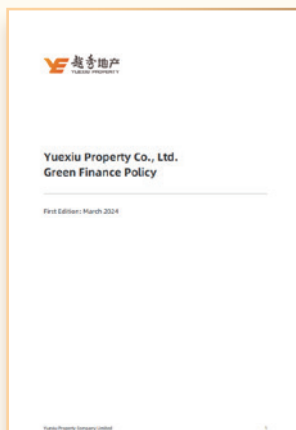 越秀地产
YUEXIU PROPERTY
Yuexiu Property Co., Ltd.
Green Finance Policy
First Edition: March 2024
Yuexiu Property Company Limited
1